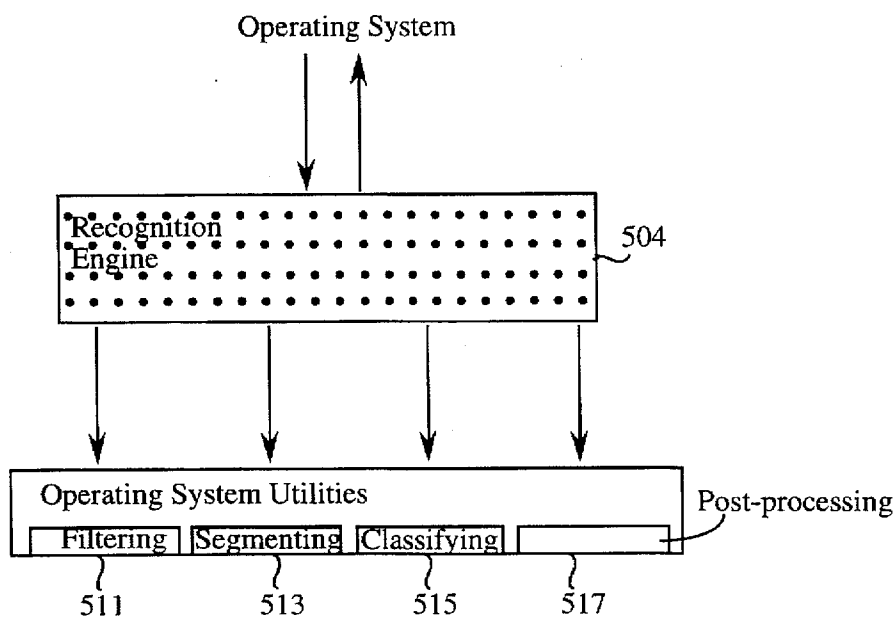 Operating System
Recognition
Engine
504
Operating System Utilities
Post-processing
Filtering
Segmenting
Classifying
511
513
515
517